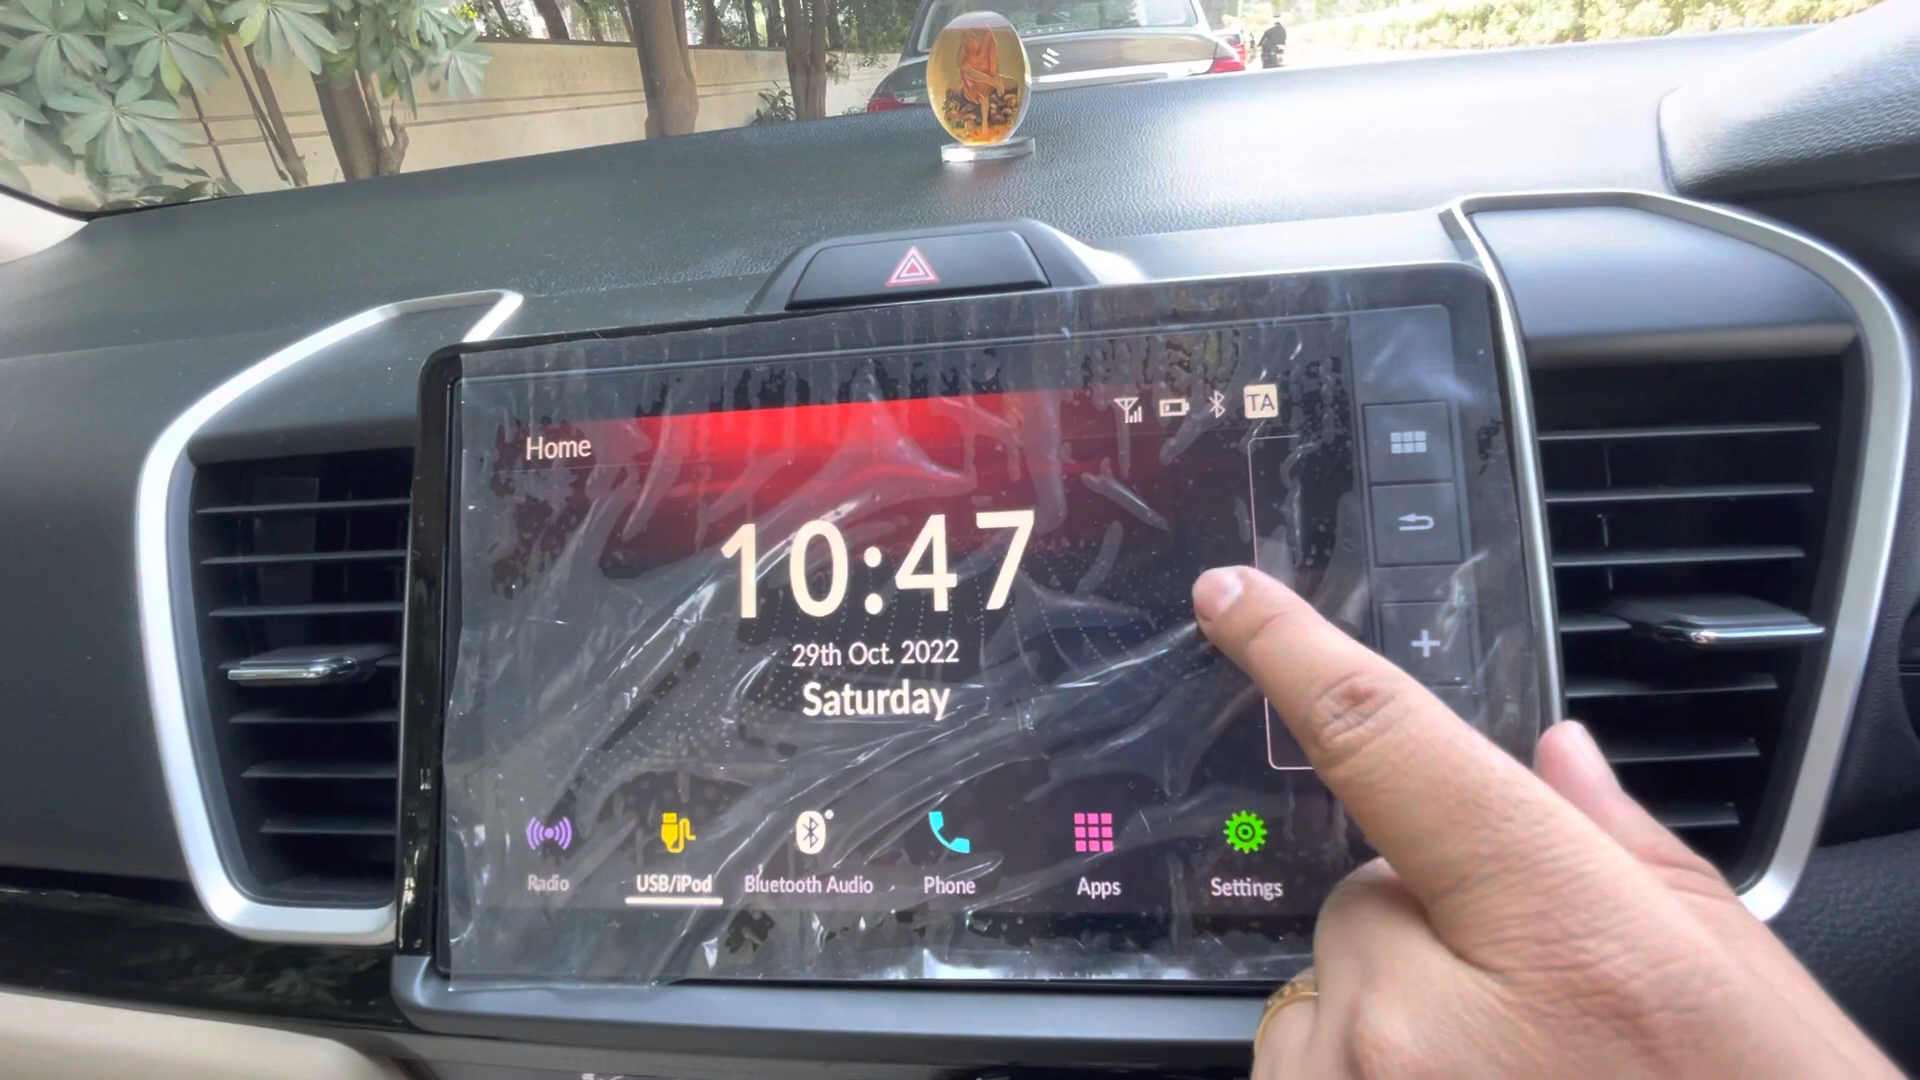 TA
Home
10:47
29th Oct. 2022
Saturday
Radio
USB/iPod
Bluetooth Audio
Phone
Apps
Settings